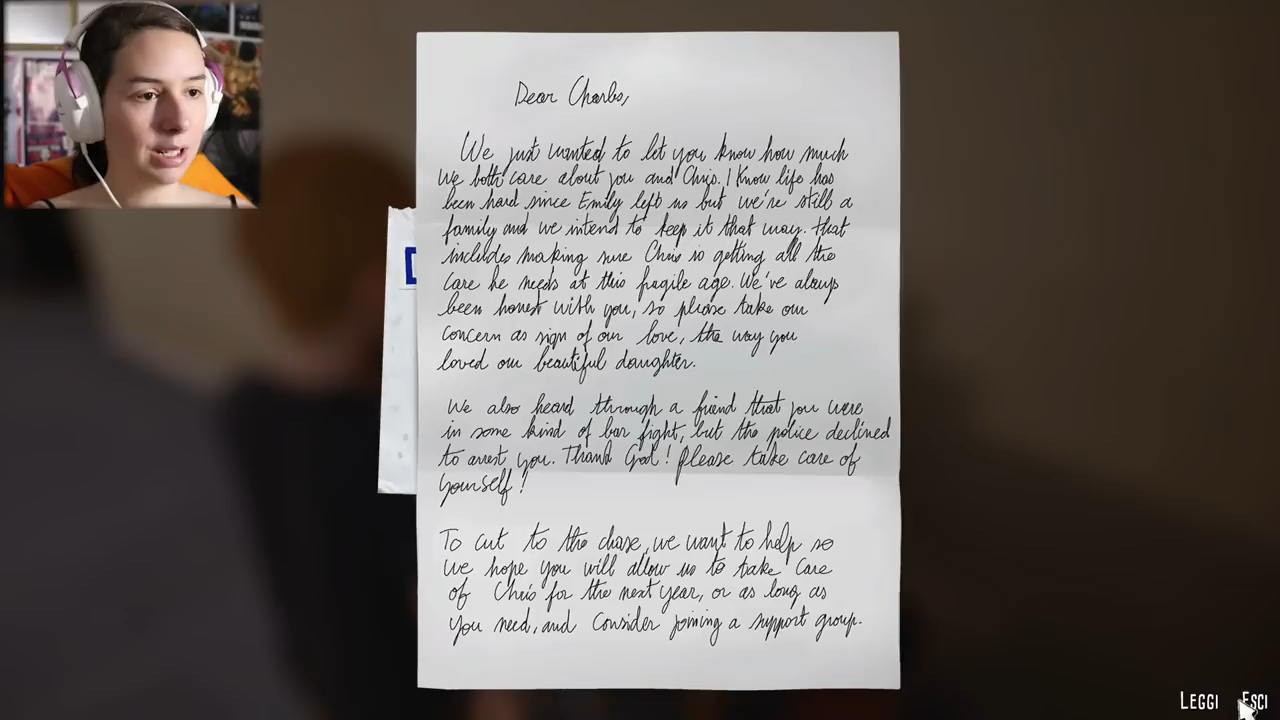 Dear Charles,
We just wanted to let you know how much
we both care about you and Chris. I know life has
been hard since Emily left us but we're still a
family and we intend to keep it that way. That
includes making sure Chris is getting all the
care he needs at this fragile age. We've always
been honest with you, so please take our
concern as sign of our love, the way you
loved our beautiful daughter.
We also heard through a friend that you were
in some kind of bar fight, but the police declined
to arrest you. Thank God! please take care of
yourself!
To cut to the chase, we want to help so
we hope you will allow us to take care
of Chris for the next year, or as long as
you need, and consider joining a support group.
LEGGI ESCI